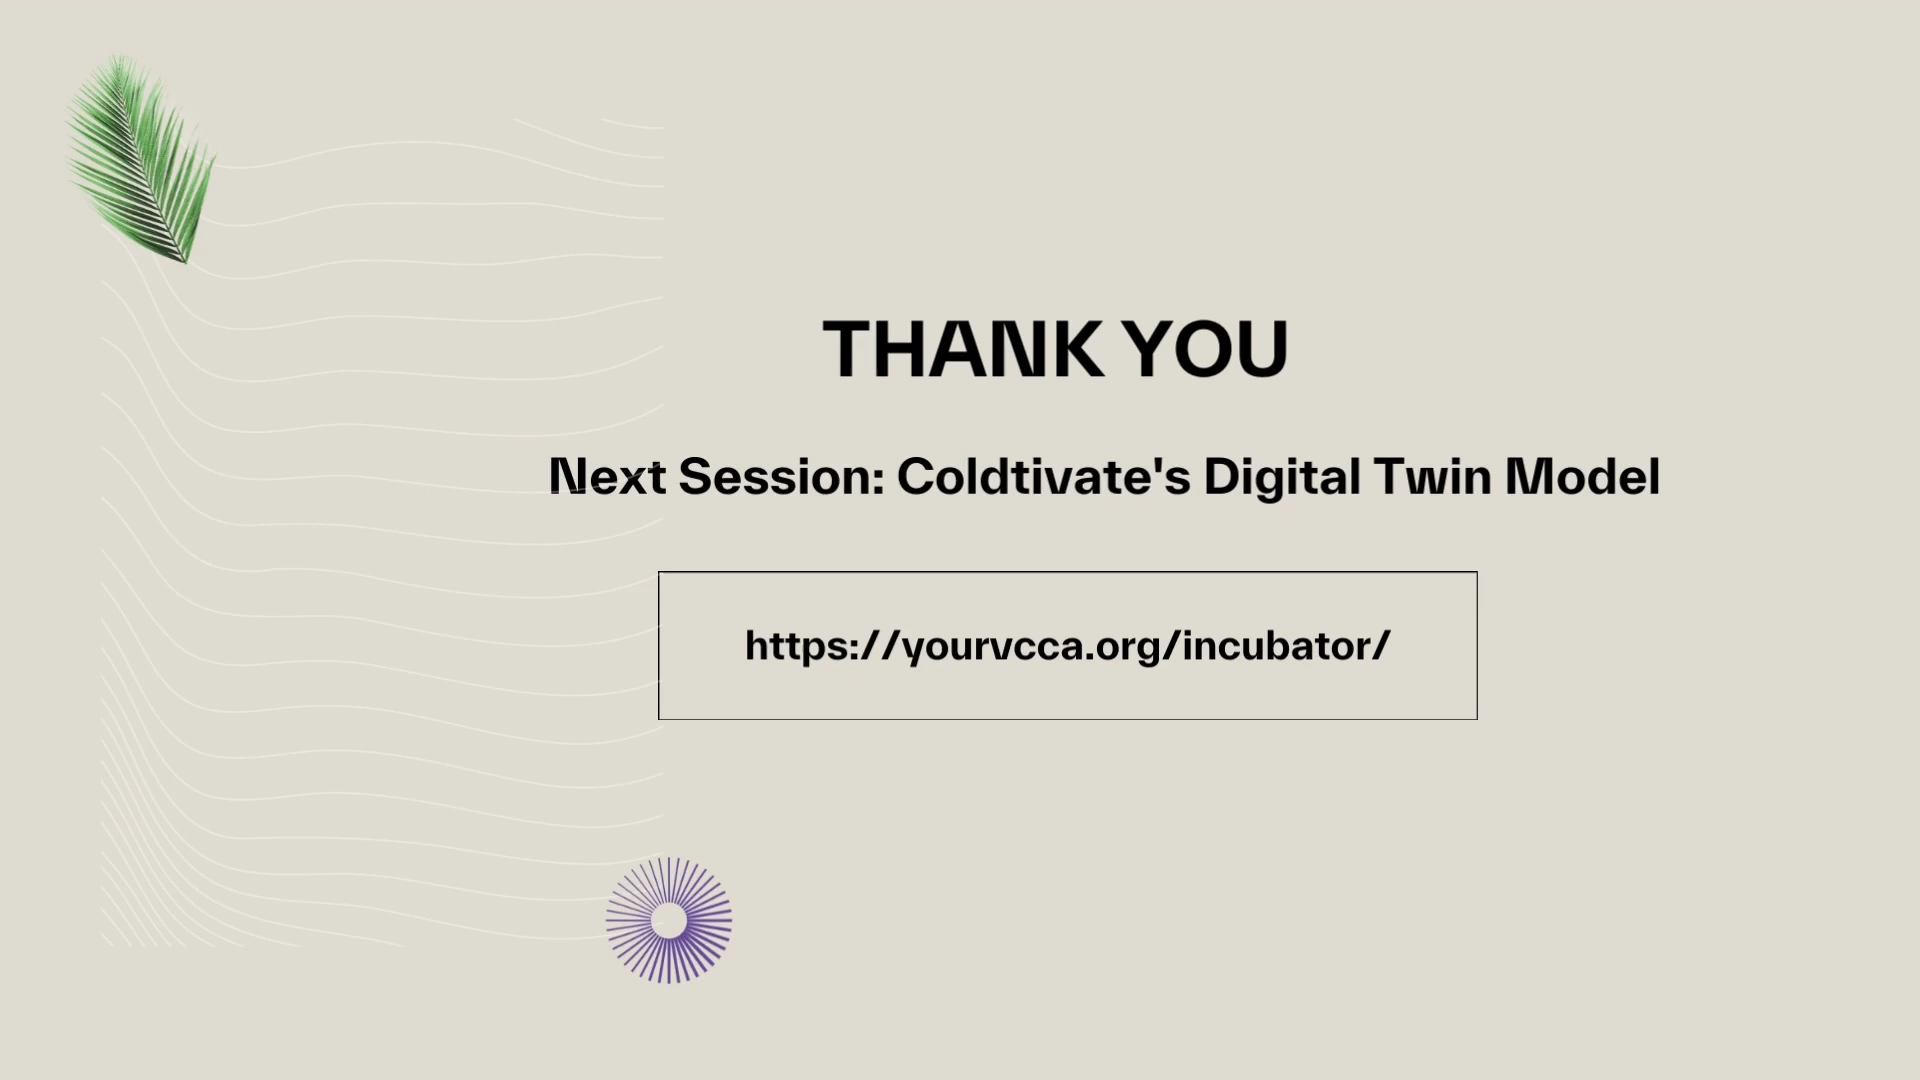 THANK YOU
Next Session: Coldtivate's Digital Twin Model
https://yourvcca.org/incubator/